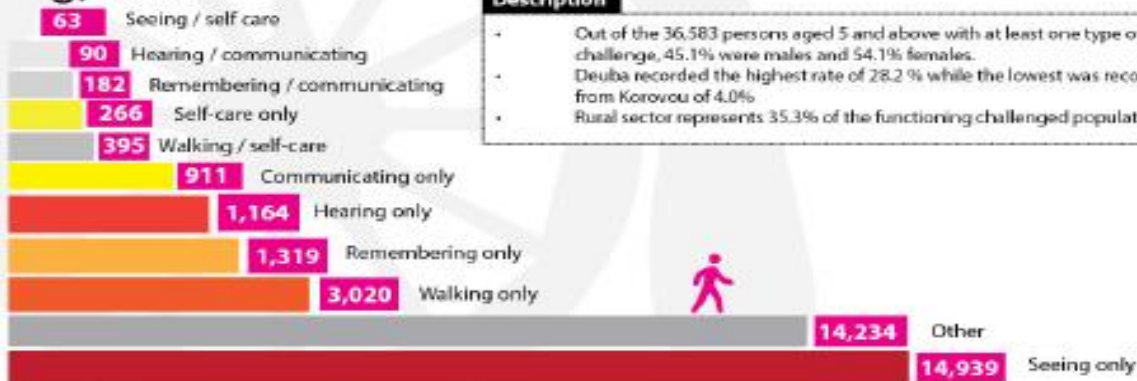 63 Seeing / self care
90 Hearing / communicating
182 Remembering / communicating
266 Self-care only
395 Walking / self-care
911 Communicating only
1,164 Hearing only
1,319 Remembering only
3,020 Walking only
14,234 Other
14,939 Seeing only
Description
Out of the 36,583 persons aged 5 and above with at least one type
challenge, 45.1% were males and 54.1% females.
Deuba recorded the highest rate of 28.2 % while the lowest was
from Korovou of 4.0%
Rural sector represents 35.3% of the functioning challenged